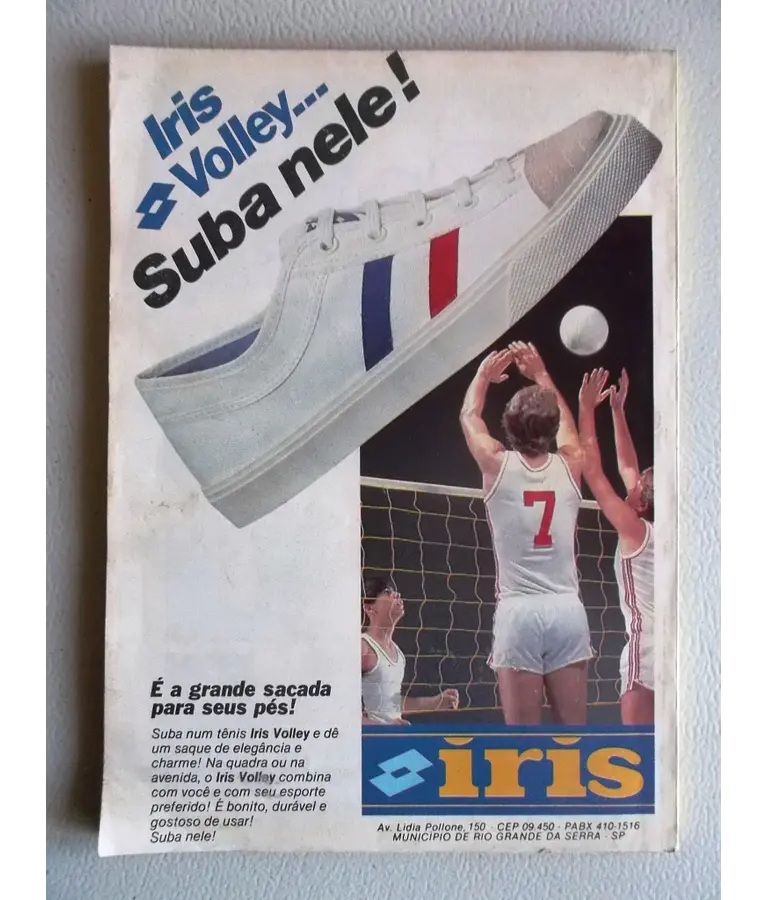 Iris
Volley...
Suba nele!
7
É a grande sacada
para seus pés!
Suba num tênis Iris Volley e dê
um saque de elegância e
charme! Na quadra ou na
avenida, o Iris Volley combina
com você e com seu esporte
preferido! É bonito, durável e
gostoso de usar!
Suba nele!
iris
Av. Lidia Pollone, 150 - CEP 09.450 - PABX 410-1516
MUNICIPIO DE RIO GRANDE DA SERRA - SP